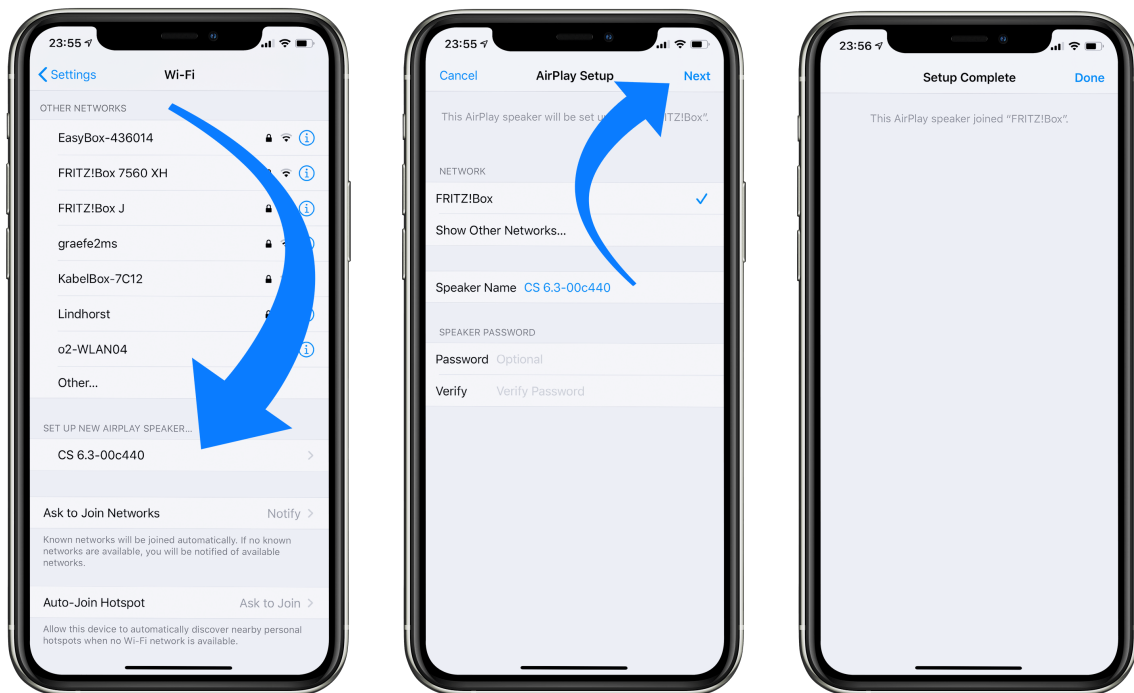 23:55
Settings
Wi-Fi
OTHER NETWORKS
EasyBox-436014
FRITZ!Box 7560 XH
FRITZ!Box J
graefe2ms
KabelBox-7C12
Lindhorst
o2-WLAN04
Other...
SET UP NEW AIRPLAY SPEAKER...
CS 6.3-00c440
Ask to Join Networks Notify
Known networks will be joined automatically. If no known
networks are available, you will be notified of available
networks.
Auto-Join Hotspot Ask to Join
Allow this device to automatically discover nearby personal
hotspots when no Wi-Fi network is available.
23:55
Cancel AirPlay Setup Next
This AirPlay speaker will be set ITZ!Box".
NETWORK
FRITZ!Box
Show Other Networks...
Speaker Name CS 6.3-00c440
SPEAKER PASSWORD
Password Optional
Verify Verify Password
23:56
Setup Complete Done
This AirPlay speaker joined "FRITZ!Box".